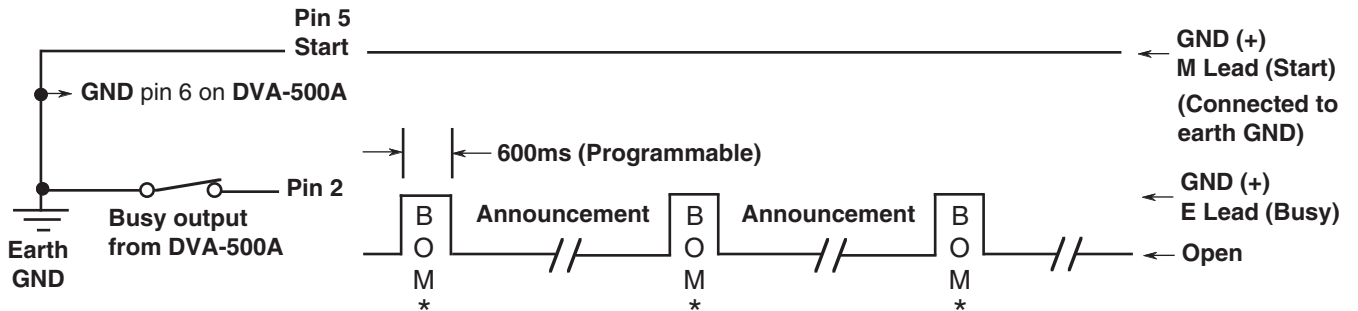 Pin 5
Start
GND (+)
M Lead (Start)
(Connected to
earth GND)
GND pin 6 on DVA-500A
600ms (Programmable)
Pin 2
Busy output
from DVA-500A
Earth
GND
B
O
M
*
Announcement
B
O
M
*
Announcement
B
O
M
*
GND (+)
E Lead (Busy)
Open